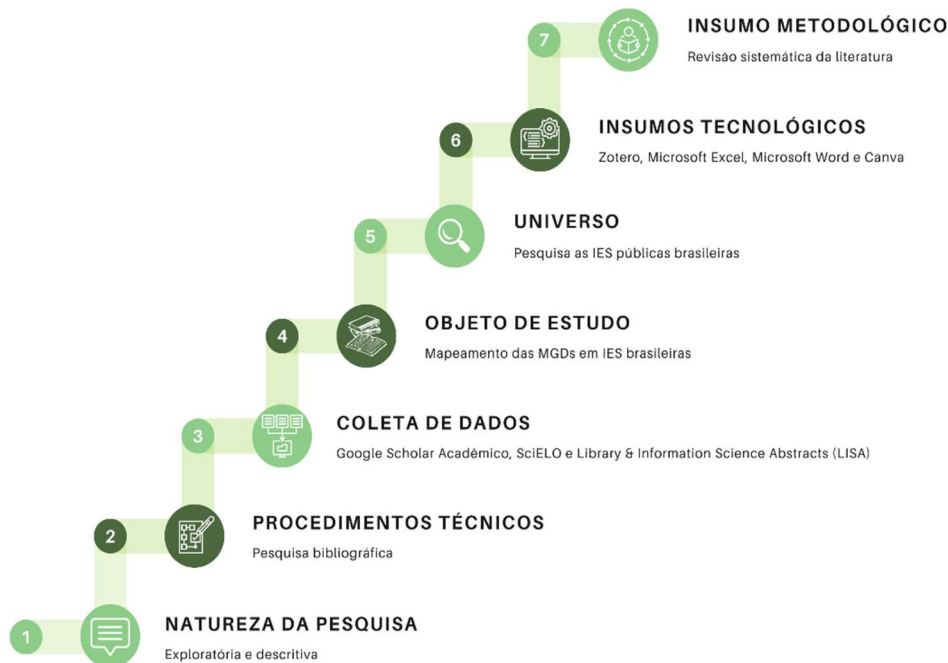 7
INSUMO METODOLÓGICO
Revisão sistemática da literatura
6
INSUMOS TECNOLÓGICOS
Zotero, Microsoft Excel, Microsoft Word e Canva
5
UNIVERSO
Pesquisa as IES públicas brasileiras
4
OBJETO DE ESTUDO
Mapeamento das MGDs em IES brasileiras
3
COLETA DE DADOS
Google Scholar Acadêmico, SciELO e Library & Information Science Abstracts (LISA)
2
PROCEDIMENTOS TÉCNICOS
Pesquisa bibliográfica
1
NATUREZA DA PESQUISA
Exploratória e descritiva